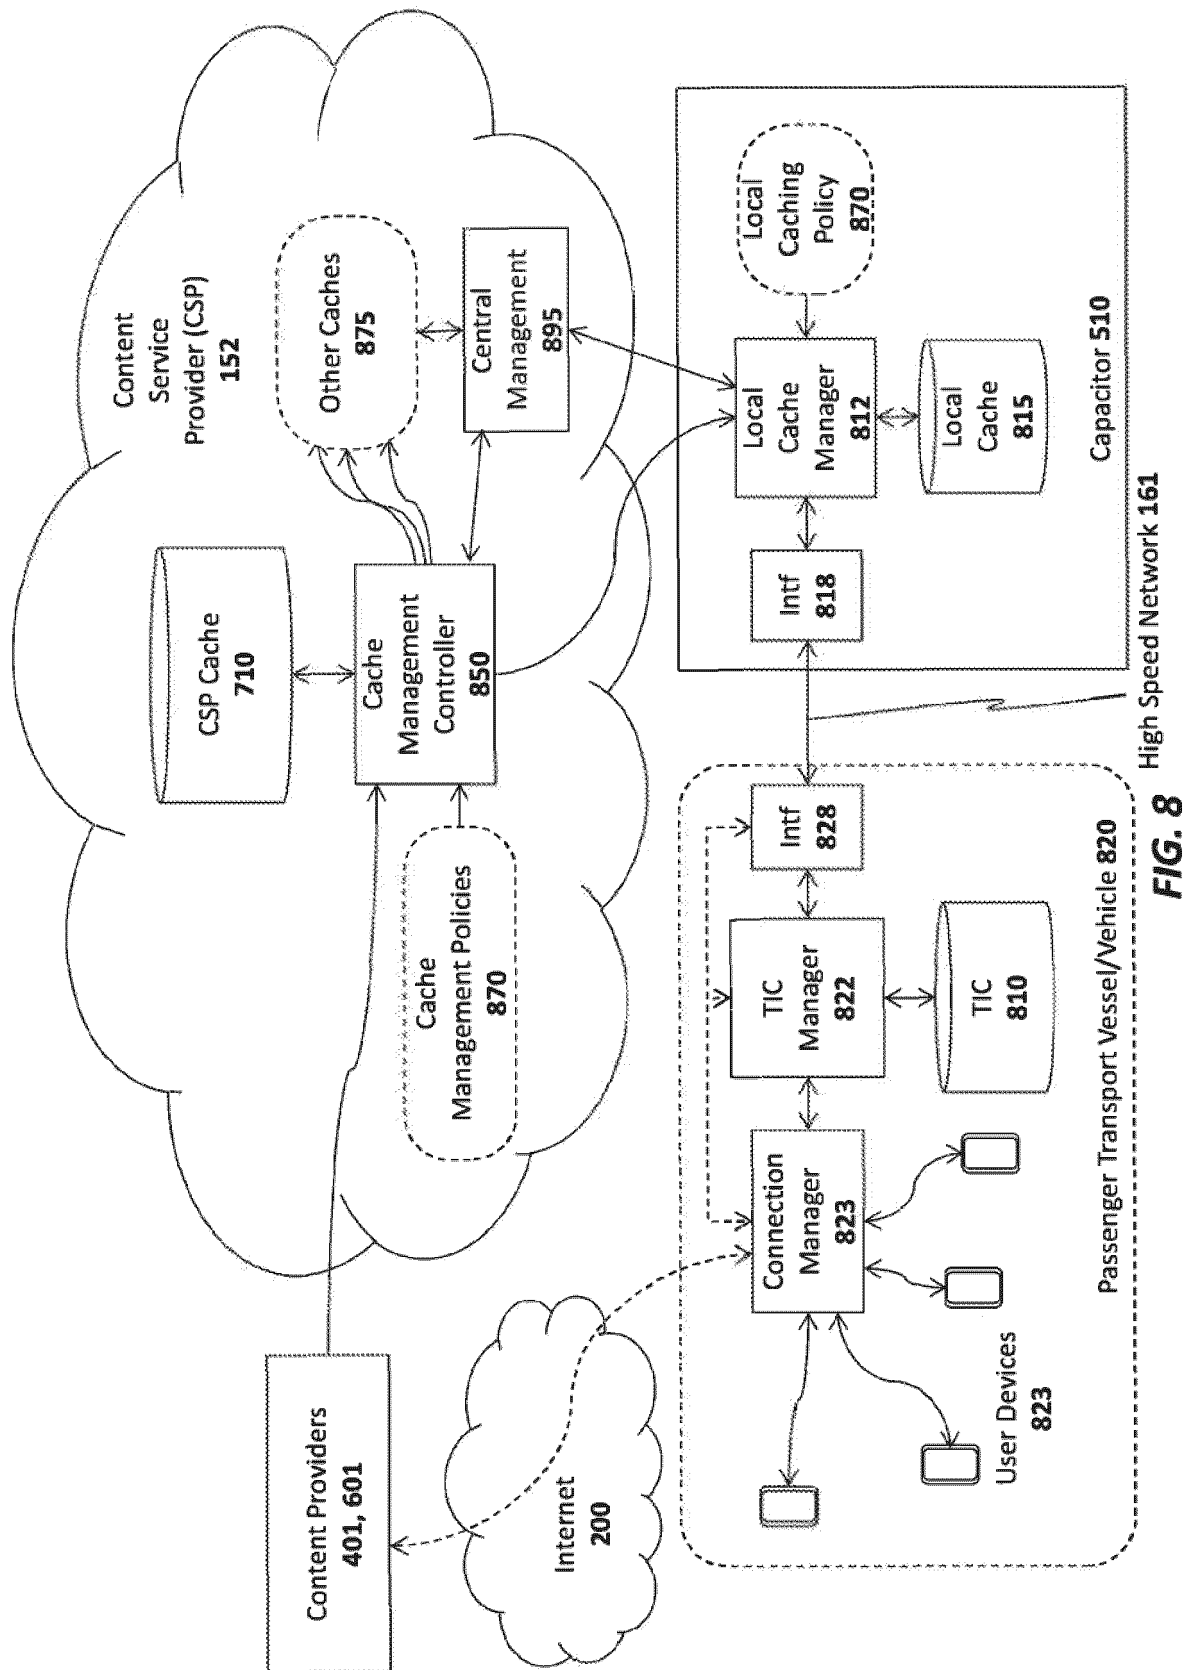 Content Providers
401, 601
Internet
200
Content
Service
Provider (CSP)
152
CSP Cache
710
Other Caches
875
Cache
Management
Controller
850
Central
Management
895
Cache
Management Policies
870
Connection
Manager
823
TIC
Manager
822
Intf
828
TIC
810
User Devices
823
Passenger Transport Vessel/Vehicle 820
Intf
818
Local
Cache
Manager
812
Local
Caching
Policy
870
Local
Cache
815
Capacitor 510
High Speed Network 161
FIG. 8